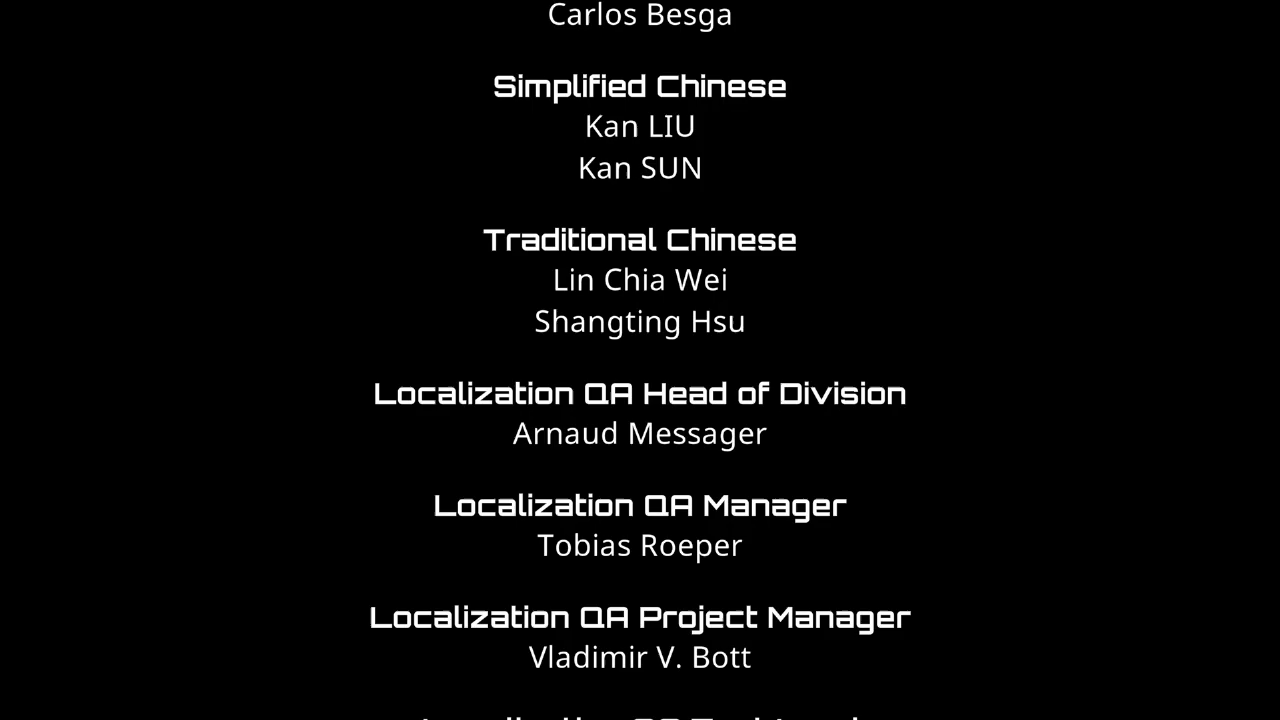 Carlos Besga
Simplified Chinese
Kan LIU
Kan SUN
Traditional Chinese
Lin Chia Wei
Shangting Hsu
Localization QA Head of Division
Arnaud Messager
Localization QA Manager
Tobias Roeper
Localization QA Project Manager
Vladimir V. Bott